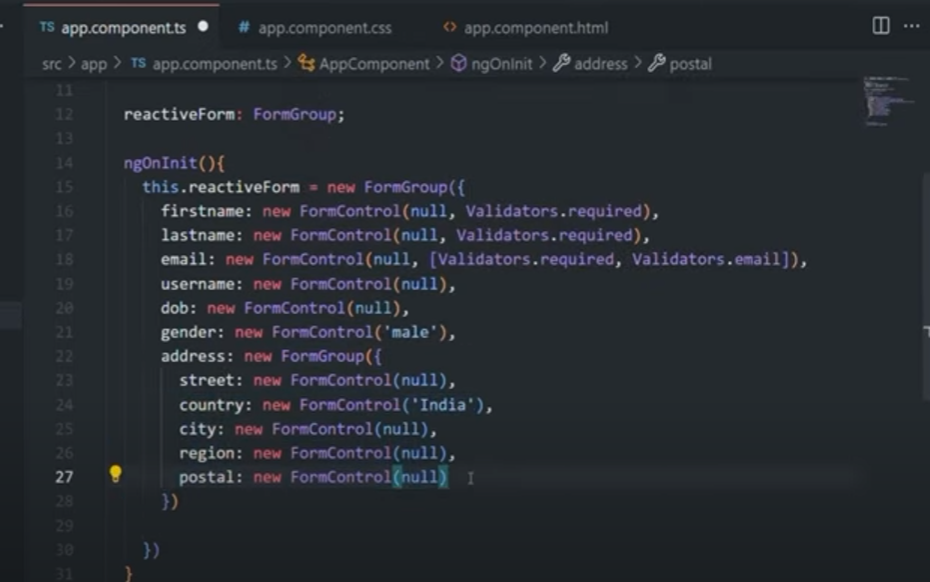 TS app.component.ts # app.component.css <> app.component.html
src > app > TS app.component.ts > AppComponent > ngOnInit > address > postal
11
12 reactiveForm: FormGroup;
13
14 ngOnInit(){
15 this.reactiveForm = new FormGroup({
16 firstname: new FormControl(null, Validators.required),
17 lastname: new FormControl(null, Validators.required),
18 email: new FormControl(null, [Validators.required, Validators.email]),
19 username: new FormControl(null),
20 dob: new FormControl(null),
21 gender: new FormControl('male'),
22 address: new FormGroup({
23 street: new FormControl(null),
24 country: new FormControl('India'),
25 city: new FormControl(null),
26 region: new FormControl(null),
27 postal: new FormControl(null)
28 })
29
30 })
31 }